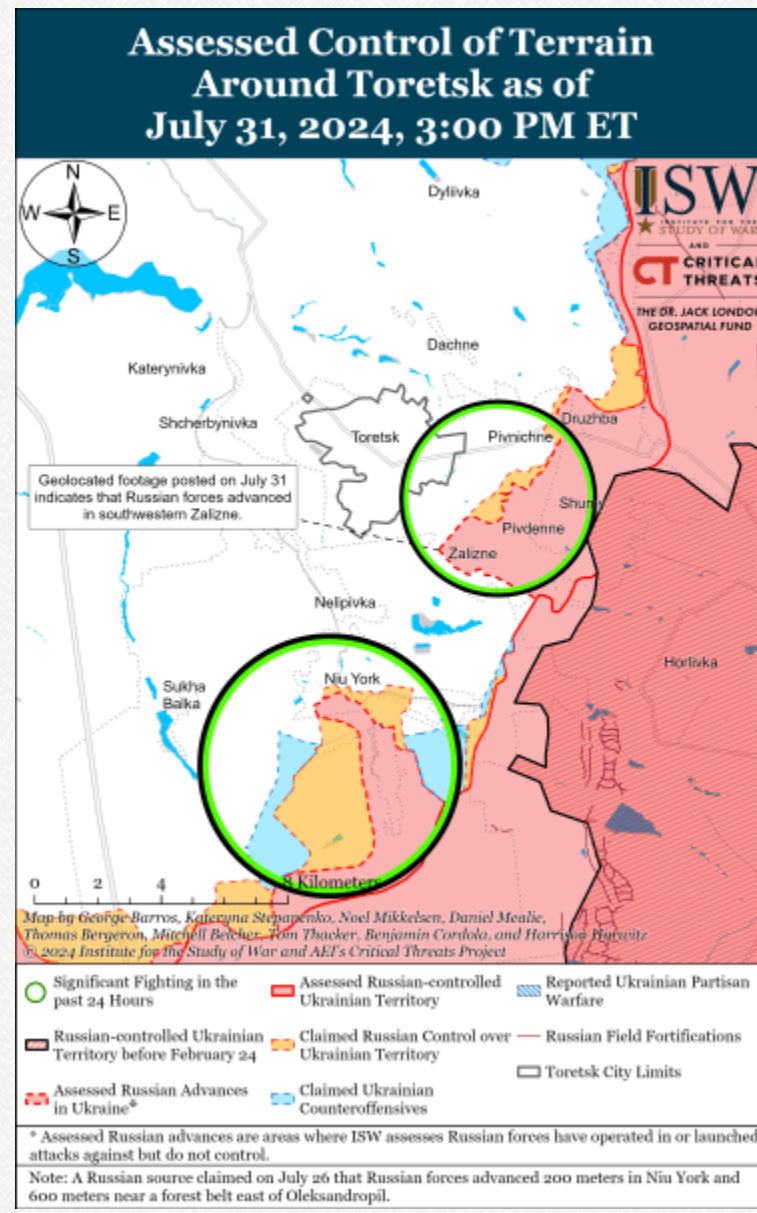 Assessed Control of Terrain
Around Toretsk as of
July 31, 2024, 3:00 PM ET
N
W E
S
Dyliivka
ISW
INSTITUTE FOR THE
STUDY OF WAR
AND
CT CRITICAL
THREATS
THE DR. JACK LONDON
GEOSPATIAL FUND
Dachne
Katerynivka
Shcherbynivka
Druzhba
Toretsk
Pivnichne
Geolocated footage posted on July 31
indicates that Russian forces advanced
in southwestern Zalizne.
Shumy
Pivdenne
Zalizne
Nelipivka
Horlivka
Niu York
Sukha
Balka
0 2 4 8 Kilometers
Map by George Barros, Kateryna Stepanenko, Noel Mikkelsen, Daniel Mealie,
Thomas Bergeron, Mitchell Belcher, Tom Thacker, Benjamin Cordola, and Harrison Hurwitz
© 2024 Institute for the Study of War and AEI's Critical Threats Project
Significant Fighting in the
past 24 Hours
Russian-controlled Ukrainian
Territory before February 24
Assessed Russian Advances
in Ukraine*
Assessed Russian-controlled
Ukrainian Territory
Claimed Russian Control over
Ukrainian Territory
Claimed Ukrainian
Counteroffensives
Reported Ukrainian Partisan
Warfare
Russian Field Fortifications
Toretsk City Limits
* Assessed Russian advances are areas where ISW assesses Russian forces have operated in or launched
attacks against but do not control.
Note: A Russian source claimed on July 26 that Russian forces advanced 200 meters in Niu York and
600 meters near a forest belt east of Oleksandropil.